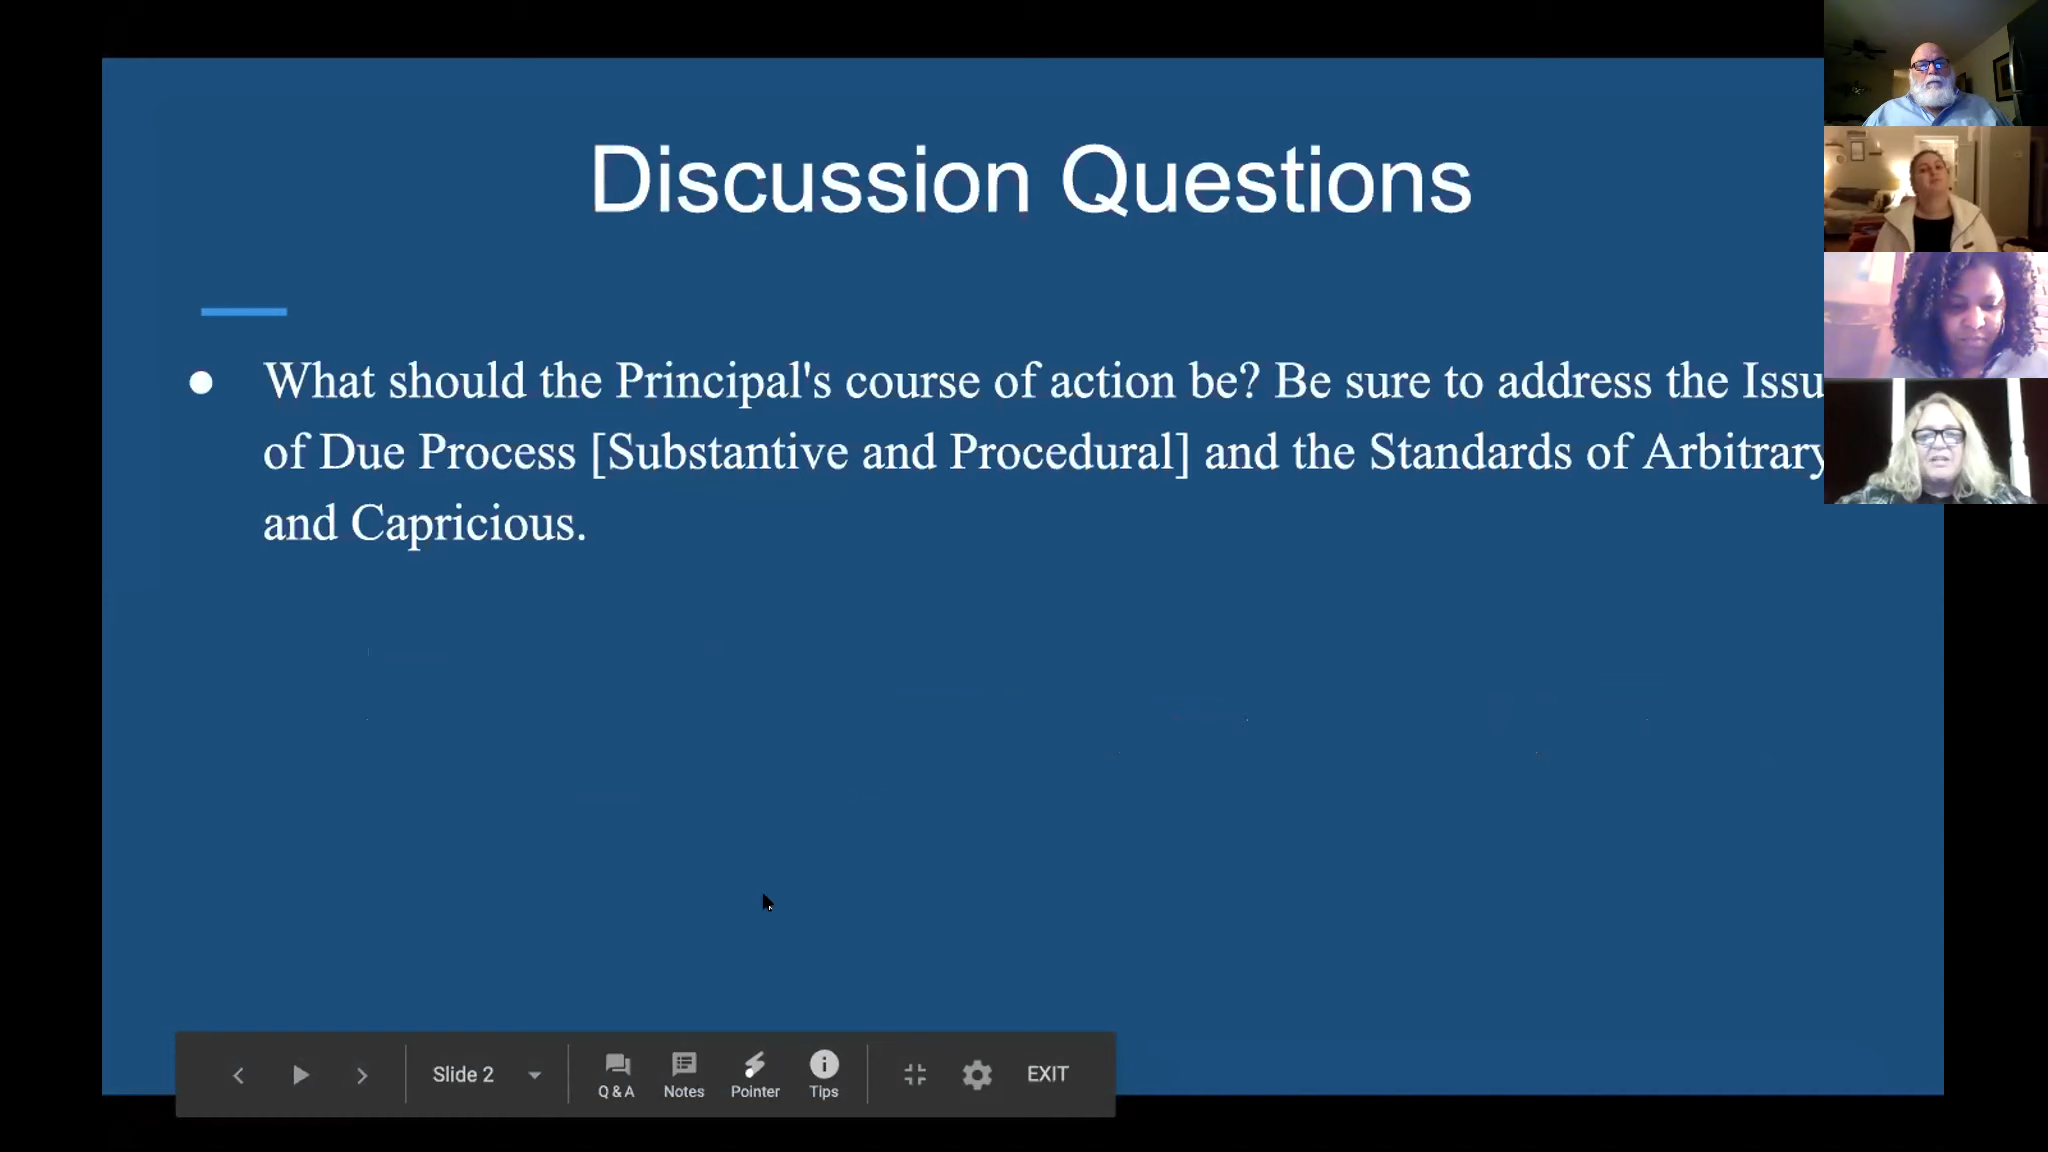 Discussion Questions
● What should the Principal's course of action be? Be sure to address the
of Due Process [Substantive and Procedural] and the Standards of Arbitrary
and Capricious.
Slide 2
Q & A
Notes
Pointer
Tips
EXIT